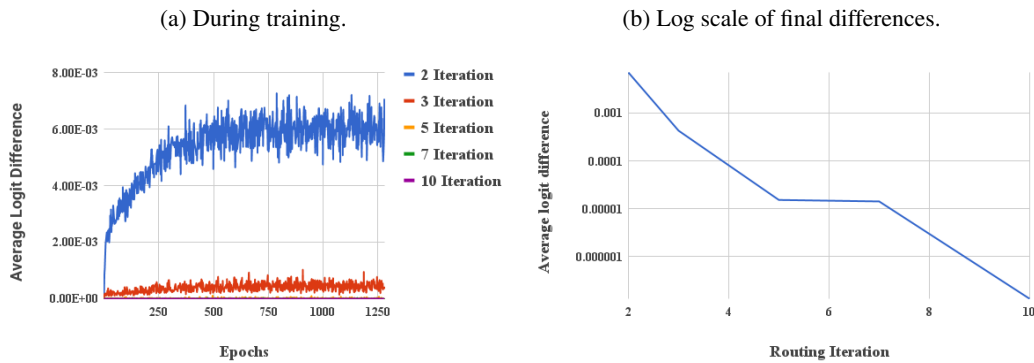 (a) During training.
(b) Log scale of final differences.
8.00E-03
6.00E-03
4.00E-03
2.00E-03
0.00E+00
Average Logit Difference
250
500
750
1000
1250
Epochs
2 Iteration
3 Iteration
5 Iteration
7 Iteration
10 Iteration
0.001
0.0001
0.00001
0.000001
Average logit difference
2
4
6
8
10
Routing Iteration